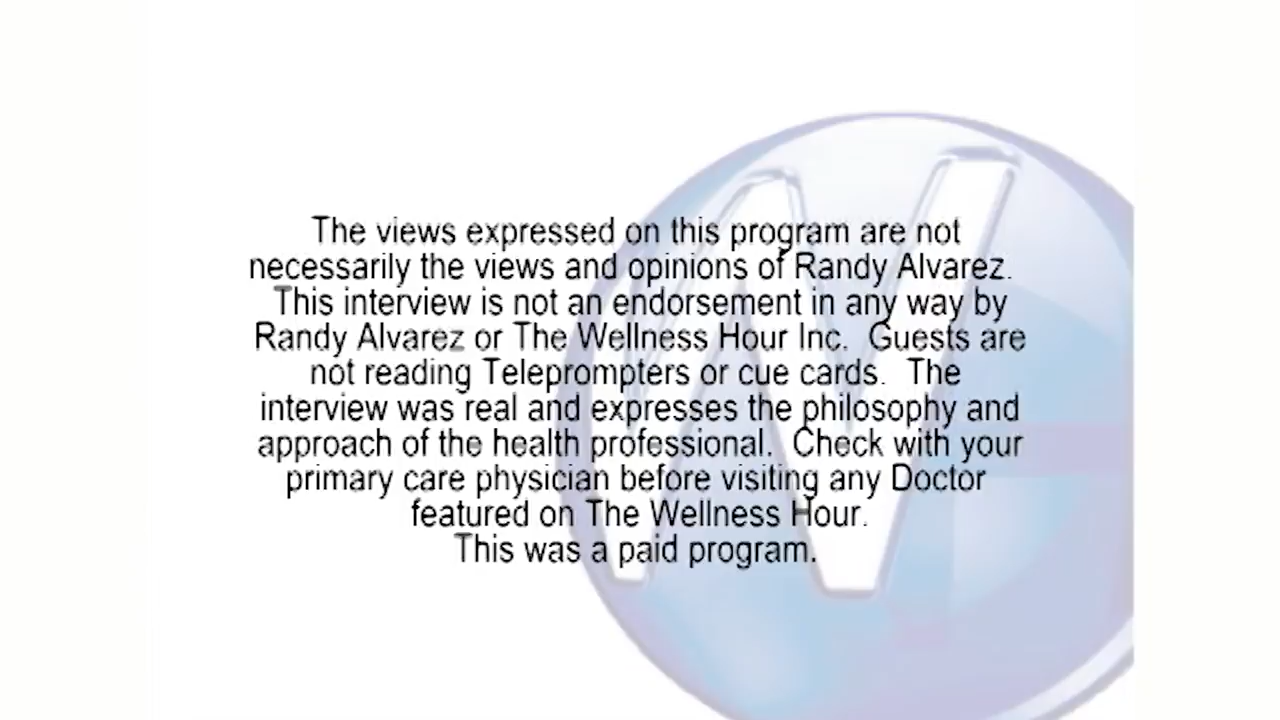 The views expressed on this program are not
necessarily the views and opinions of Randy Alvarez.
This interview is not an endorsement in any way by
Randy Alvarez or The Wellness Hour Inc.  Guests are
not reading Teleprompters or cue cards.  The
interview was real and expresses the philosophy and
approach of the health professional.  Check with your
primary care physician before visiting any Doctor
featured on The Wellness Hour.
This was a paid program.